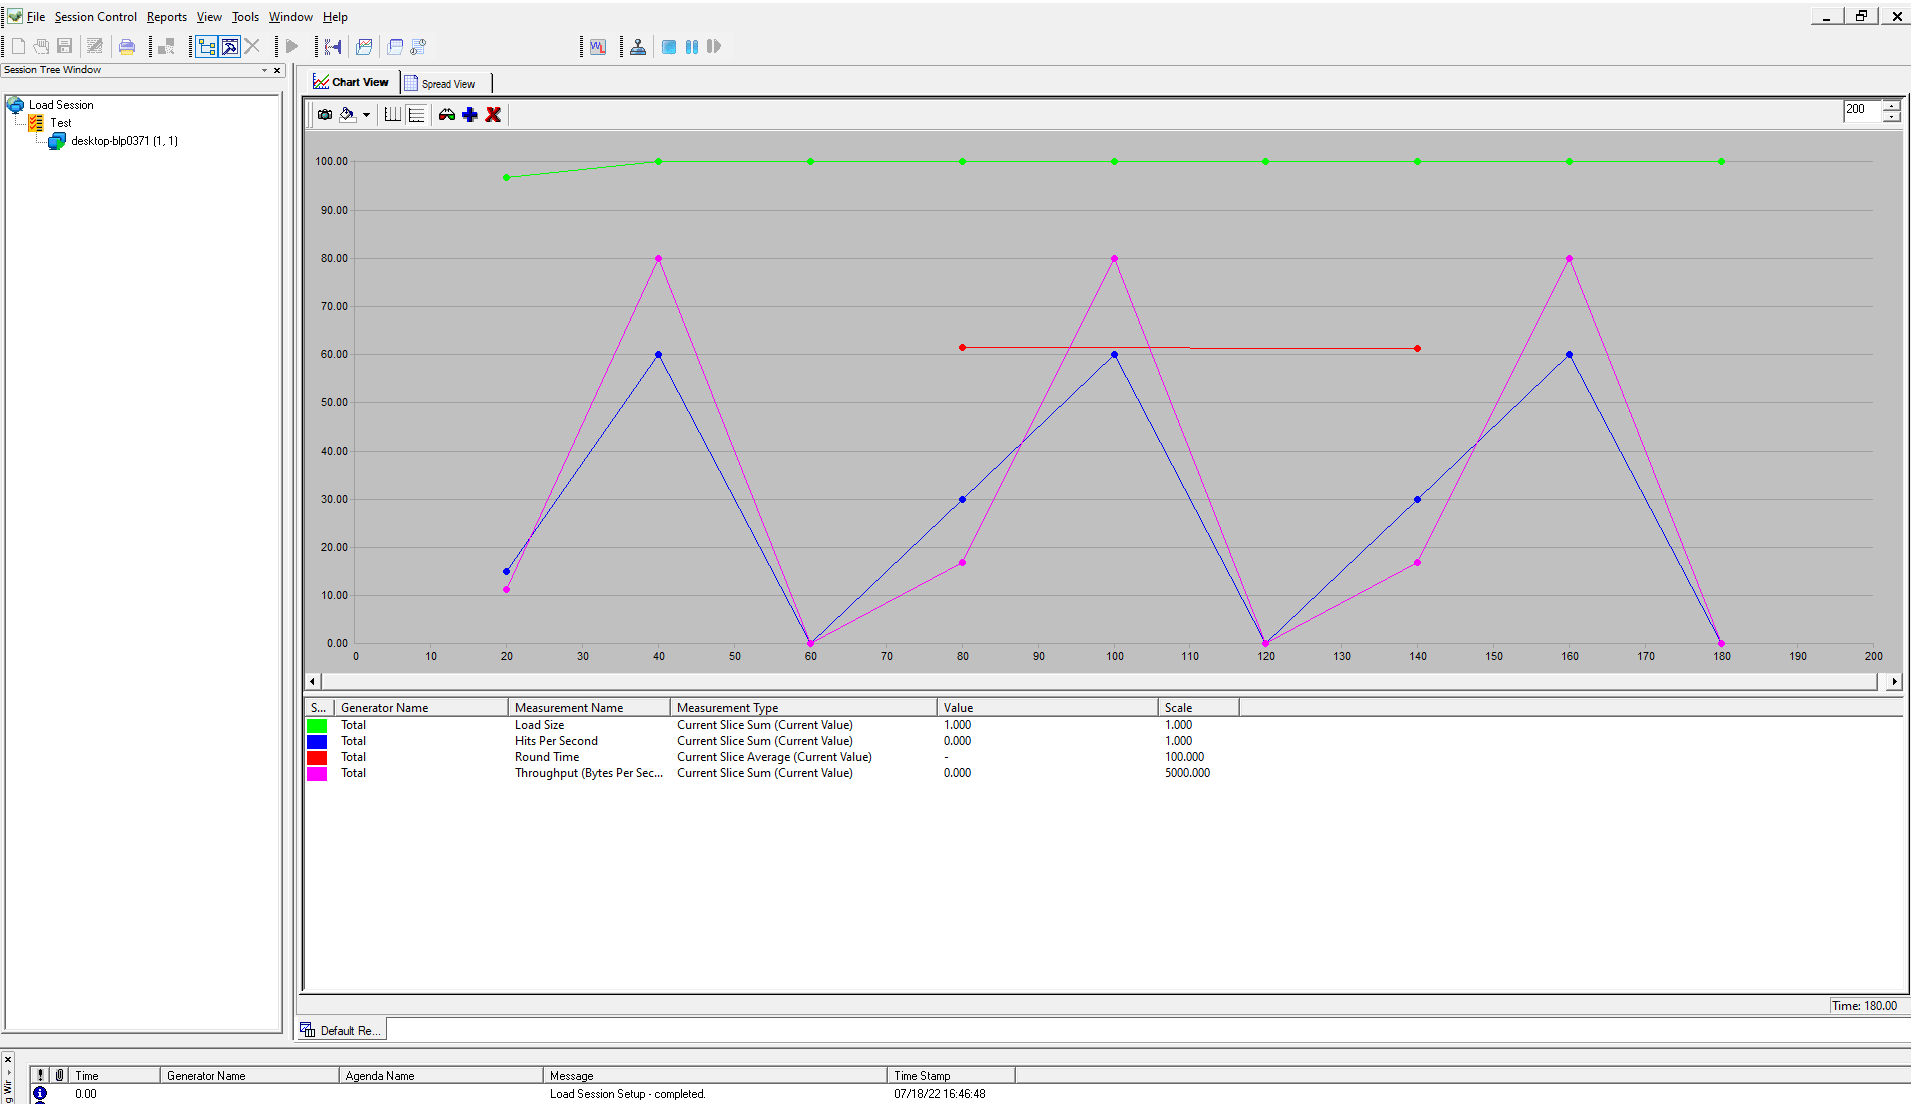 File Session Control Reports View Tools Window Help
Session Tree Window
Load Session
Test
desktop-blp0371 (1, 1)
Chart View Spread View
200
100.00
90.00
80.00
70.00
60.00
50.00
40.00
30.00
20.00
10.00
0.00
0 10 20 30 40 50 60 70 80 90 100 110 120 130 140 150 160 170 180 190 200
S... Generator Name Measurement Name Measurement Type Value Scale
Total Load Size Current Slice Sum (Current Value) 1.000 1.000
Total Hits Per Second Current Slice Sum (Current Value) 0.000 1.000
Total Round Time Current Slice Average (Current Value) - 100.000
Total Throughput (Bytes Per Sec... Current Slice Sum (Current Value) 0.000 5000.000
Time: 180.00
Default Re...
Time Generator Name Agenda Name Message Time Stamp
0.00 Load Session Setup - completed. 07/18/22 16:46:48